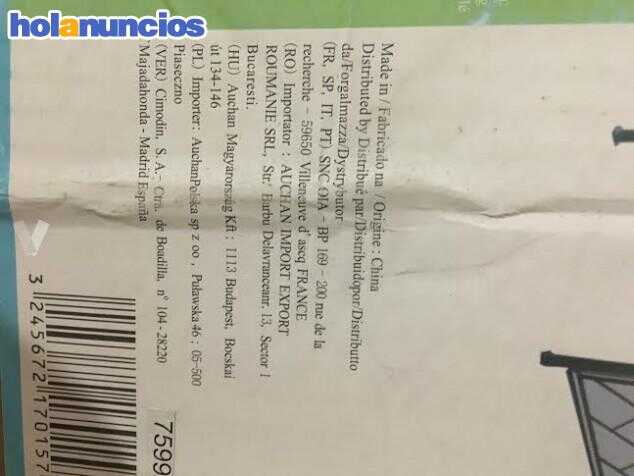 holanuncios
Made in / Fabricado na / Origine : China
Distributed by/Distribué par/Distribuidopor/Distributto
da/Forgalmazza/Dystrybutor
(FR, SP, IT, PT) SNC OIA - BP 169 - 200 rue de la
recherche - 59650 Villeneuve d' ascq FRANCE
(RO) Importator : AUCHAN IMPORT EXPORT
ROUMANIE SRL, Str: Barbu Delavranceanr. 13, Sector 1
Bucaresti.
(HU) Auchan Magyarország Kft : 1113 Budapest, Bocskai
út 134-146
(PL) Importer: AuchanPolska sp z oo, Pulawska 46 ; 05-500
Piaseczno
(VER) Cimodin, S. A., Ctra. de Boadilla, n° 104 - 28220
Majadahonda - Madrid España
3 245672 170157
7599